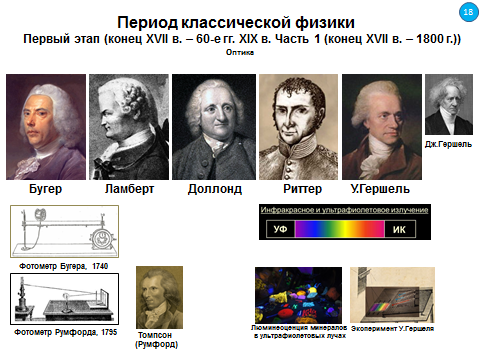 18
Период классической физики
Первый этап (конец XVII в. – 60-е гг. XIX в. Часть 1 (конец XVII в. – 1800 г.))
Оптика
Дж.Гершель
Бугер
Ламберт
Доллонд
Риттер
У.Гершель
Инфракрасное и ультрафиолетовое излучение
УФ
ИК
Фотометр Бугера, 1740
Фотометр Румфорда, 1795
Томпсон
(Румфорд)
Люминесценция минералов
в ультрафиолетовых лучах
Эксперимент У.Гершеля